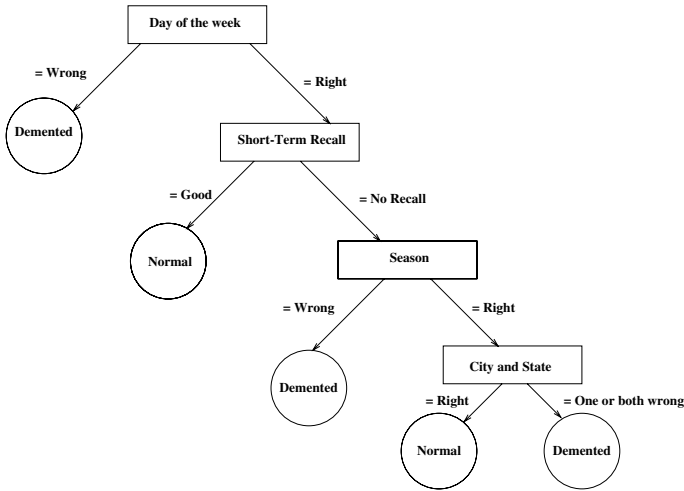 Day of the week
= Wrong
= Right
Demented
Short-Term Recall
= Good
= No Recall
Normal
Season
= Wrong
= Right
Demented
City and State
= Right
= One or both wrong
Normal
Demented